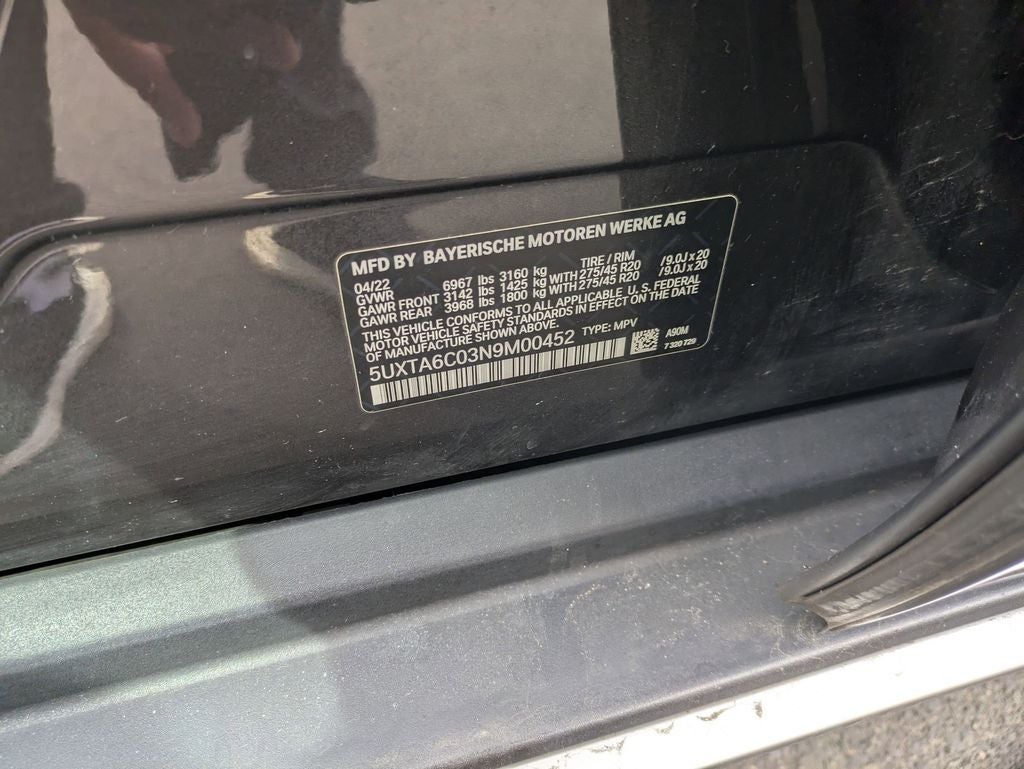 MFD BY BAYERISCHE MOTOREN WERKE AG
04/22 TIRE / RIM
GVWR 6967 lbs 3160 kg
GAWR FRONT 3142 lbs 1425 kg WITH 275/45 R20 /9.0J x 20
GAWR REAR 3968 lbs 1800 kg WITH 275/45 R20 /9.0J x 20
THIS VEHICLE CONFORMS TO ALL APPLICABLE U.S. FEDERAL
MOTOR VEHICLE SAFETY STANDARDS IN EFFECT ON THE DATE
OF MANUFACTURE SHOWN ABOVE.
5UXTA6C03N9M00452 TYPE: MPV
A90M
7 320 729